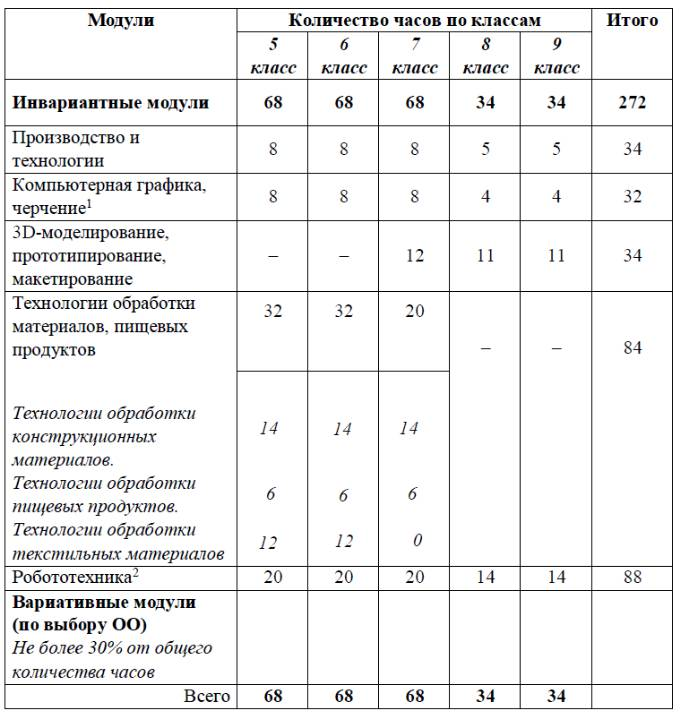 Модули Количество часов по классам Итого
5 6 7 8 9
класс класс класс класс класс
Инвариантные модули 68 68 68 34 34 272
Производство и
технологии 8 8 8 5 5 34
Компьютерная графика,
черчение1 8 8 8 4 4 32
3D-моделирование,
прототипирование, – – 12 11 11 34
макетирование
Технологии обработки 32 32 20
материалов, пищевых
продуктов – – 84
Технологии обработки
конструкционных 14 14 14
материалов.
Технологии обработки
пищевых продуктов. 6 6 6
Технологии обработки
текстильных материалов 12 12 0
Робототехника2 20 20 20 14 14 88
Вариативные модули
(по выбору ОО)
Не более 30% от общего
количества часов
Всего 68 68 68 34 34